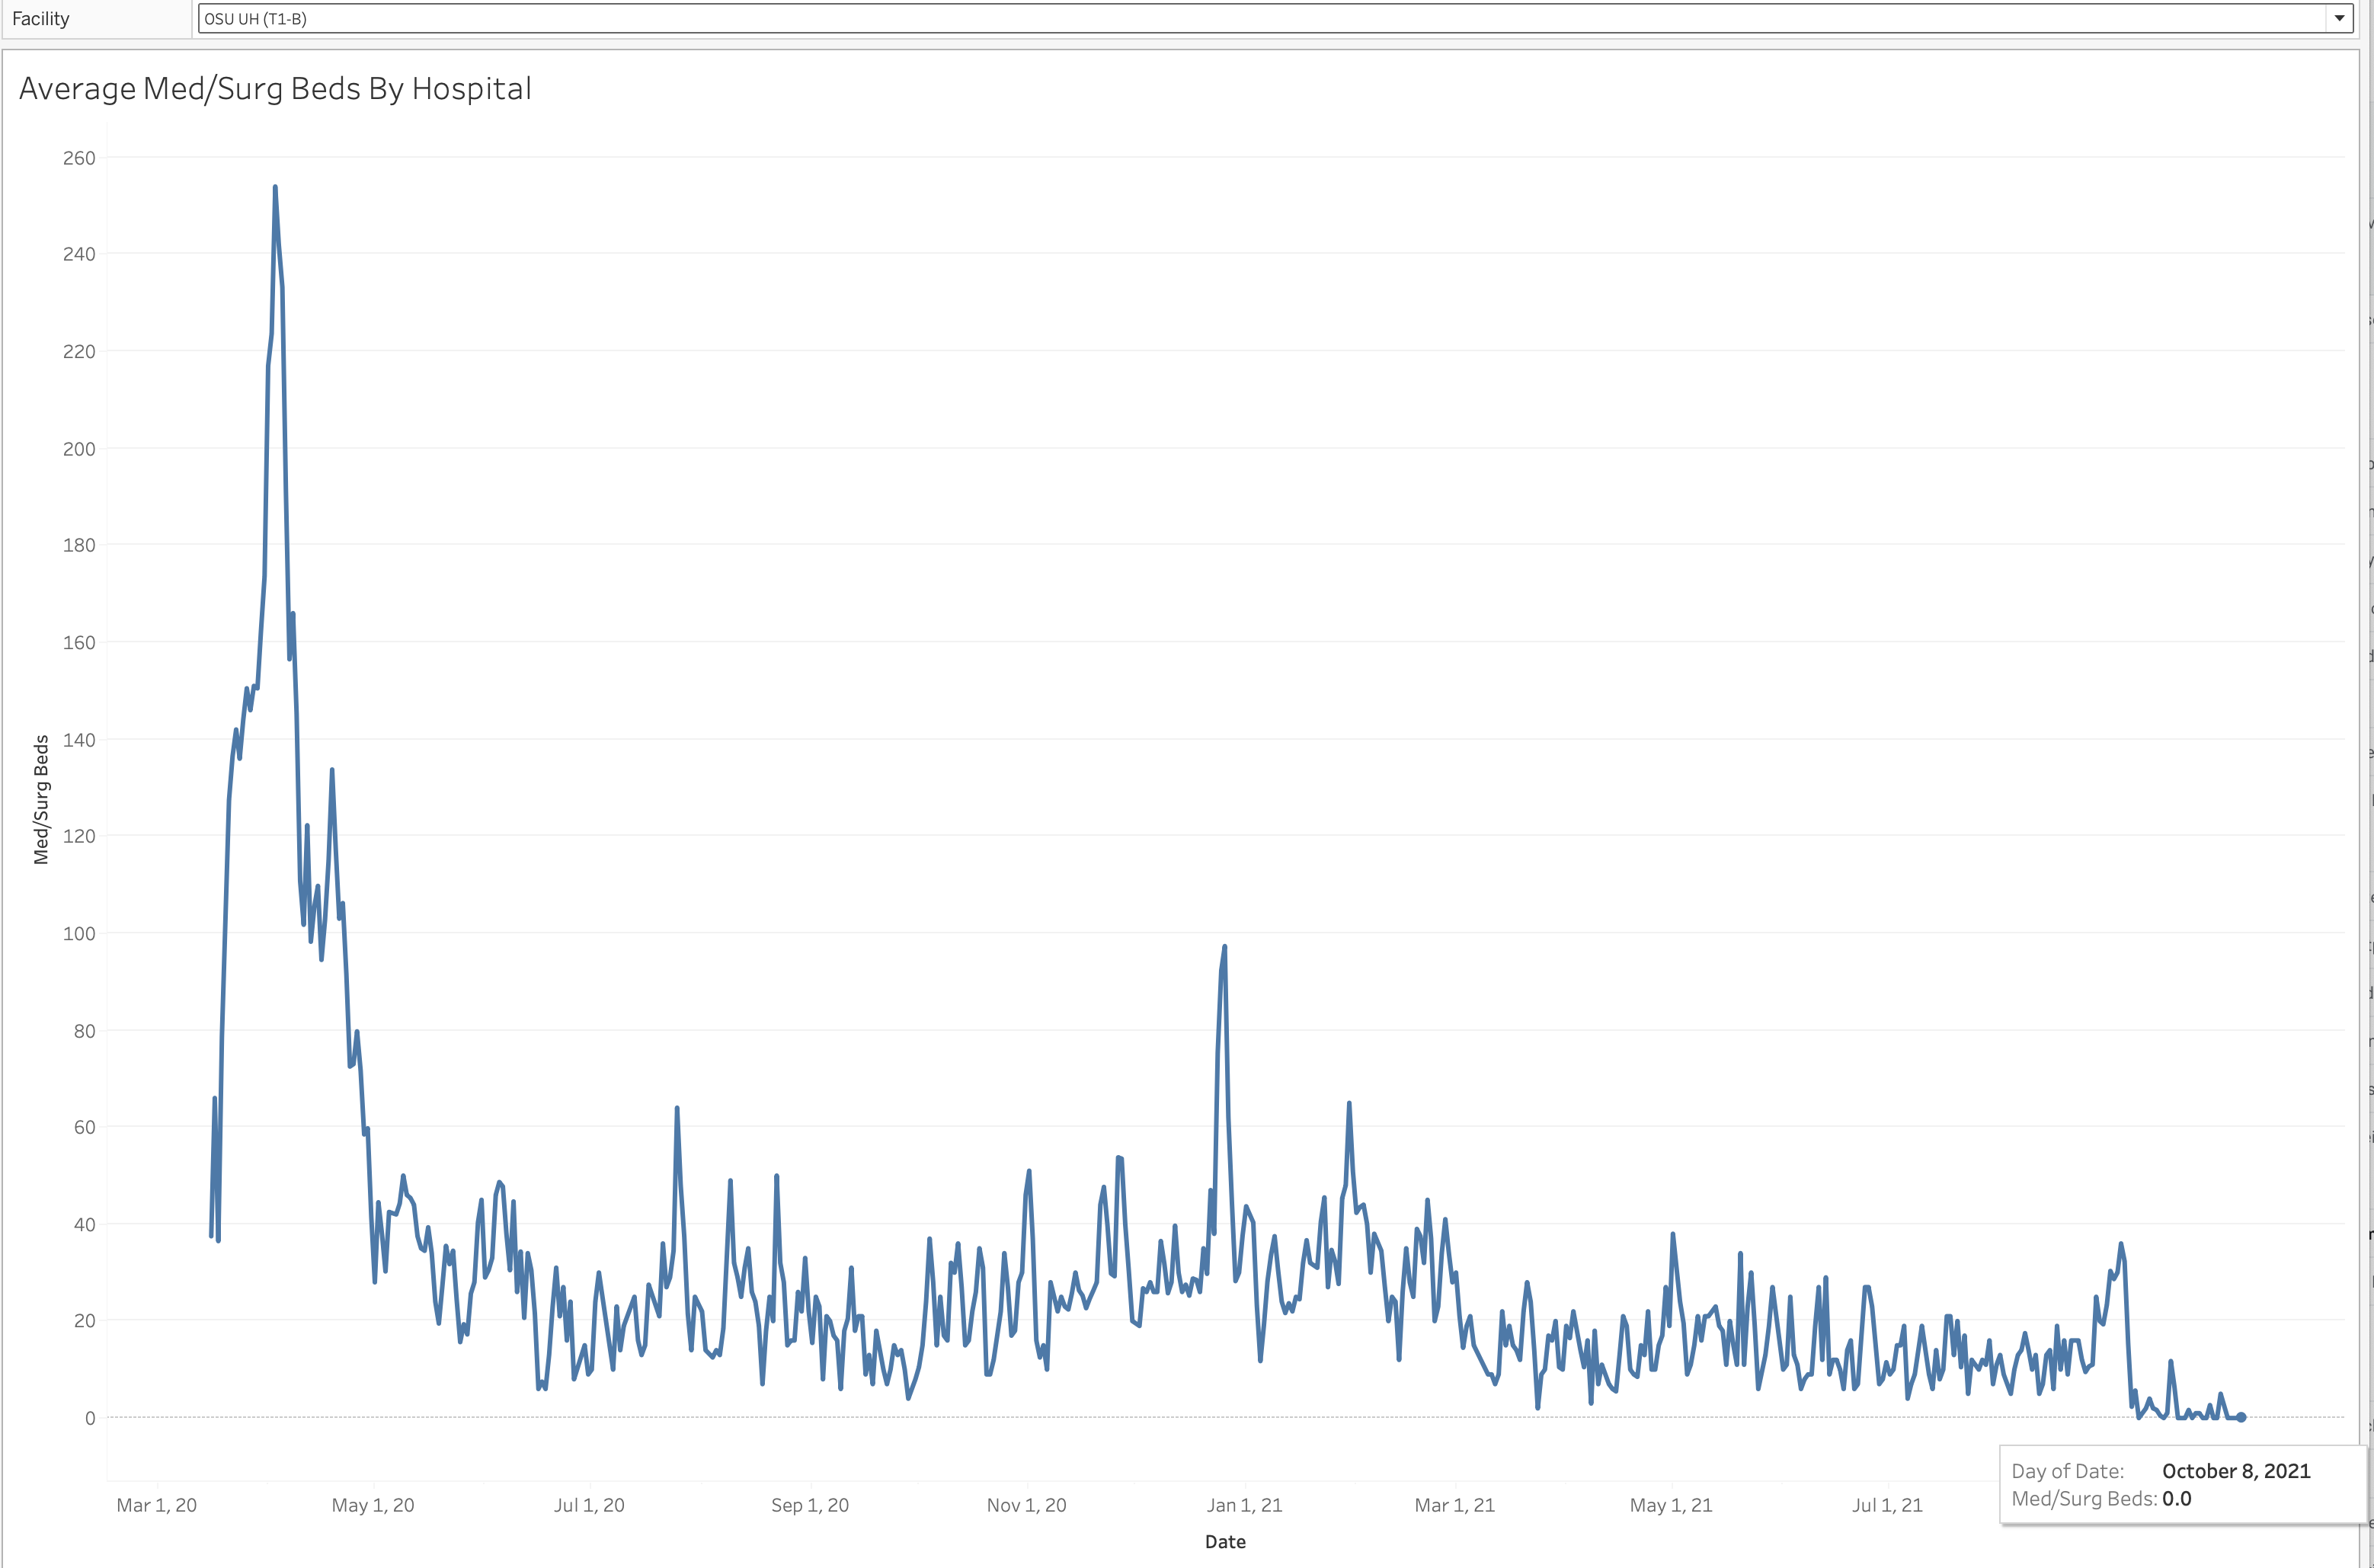 Facility OSU UH (T1-B)
Average Med/Surg Beds By Hospital
260
240
220
200
180
160
140
120
100
80
60
40
20
0
Med/Surg Beds
Mar 1, 20 May 1, 20 Jul 1, 20 Sep 1, 20 Nov 1, 20 Jan 1, 21 Mar 1, 21 May 1, 21 Jul 1, 21
Date
Day of Date: October 8, 2021
Med/Surg Beds: 0.0